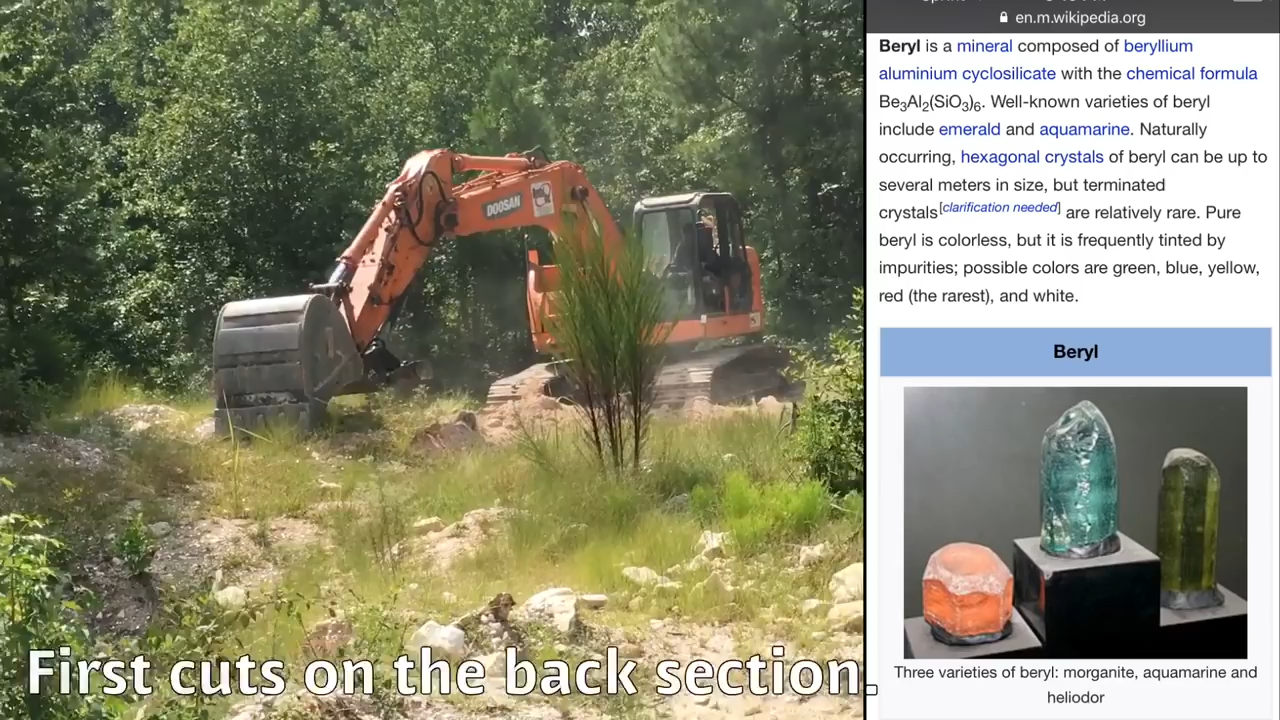 DOOSAN
First cuts on the back section.
en.m.wikipedia.org
Beryl is a mineral composed of beryllium
aluminium cyclosilicate with the chemical formula
Be₃Al₂(SiO₃)₆. Well-known varieties of beryl
include emerald and aquamarine. Naturally
occurring, hexagonal crystals of beryl can be up to
several meters in size, but terminated
crystals[clarification needed] are relatively rare. Pure
beryl is colorless, but it is frequently tinted by
impurities; possible colors are green, blue, yellow,
red (the rarest), and white.
Beryl
Three varieties of beryl: morganite, aquamarine and
heliodor